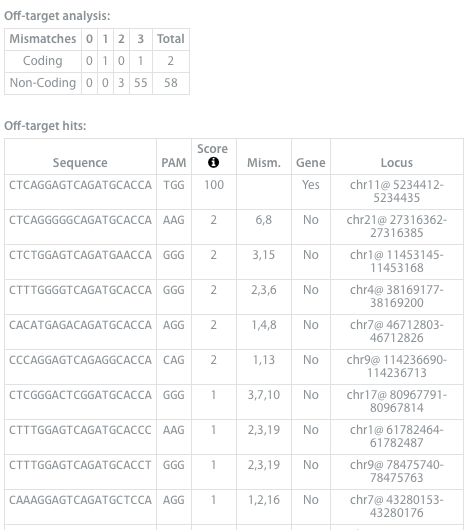 Off-target analysis:
Mismatches 0 1 2 3 Total
Coding 0 1 0 1 2
Non-Coding 0 0 3 55 58
Off-target hits:
Sequence PAM Score Mism. Gene Locus
CTCAGGAGTCAGATGCACCA TGG 100 Yes chr11@ 5234412-
5234435
CTCAGGGGGCAGATGCACCA AAG 2 6,8 No chr21@ 27316362-
27316385
CTCTGGAGTCAGATGAACCA GGG 2 3,15 No chr1@ 11453145-
11453168
CTTTGGGGTCAGATGCACCA GGG 2 2,3,6 No chr4@ 38169177-
38169200
CACATGAGACAGATGCACCA AGG 2 1,4,8 No chr7@ 46712803-
46712826
CCCAGGAGTCAGAGGCACCA CAG 2 1,13 No chr9@ 114236690-
114236713
CTCGGGACTCGGATGCACCA GGG 1 3,7,10 No chr17@ 80967791-
80967814
CTTTGGAGTCAGATGCACCC AAG 1 2,3,19 No chr1@ 61782464-
61782487
CTTTGGAGTCAGATGCACCT GGG 1 2,3,19 No chr9@ 78475740-
78475763
CAAAGGAGTCAGATGCTCCA AGG 1 1,2,16 No chr7@ 43280153-
43280176